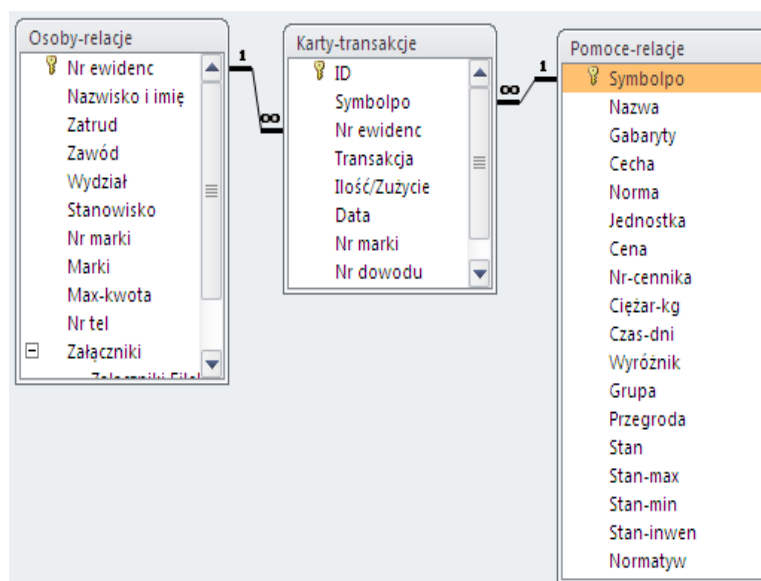 Osoby-relacje
Nr ewidenc
Nazwisko i imię
Zatrud
Zawód
Wydział
Stanowisko
Nr marki
Marki
Max-kwota
Nr tel
Załączniki
1
∞
Karty-transakcje
ID
Symbolpo
Nr ewidenc
Transakcja
Ilość/Zużycie
Data
Nr marki
Nr dowodu
∞
1
Pomoce-relacje
Symbolpo
Nazwa
Gabaryty
Cecha
Norma
Jednostka
Cena
Nr-cennika
Ciężar-kg
Czas-dni
Wyróżnik
Grupa
Przegroda
Stan
Stan-max
Stan-min
Stan-inwen
Normatyw